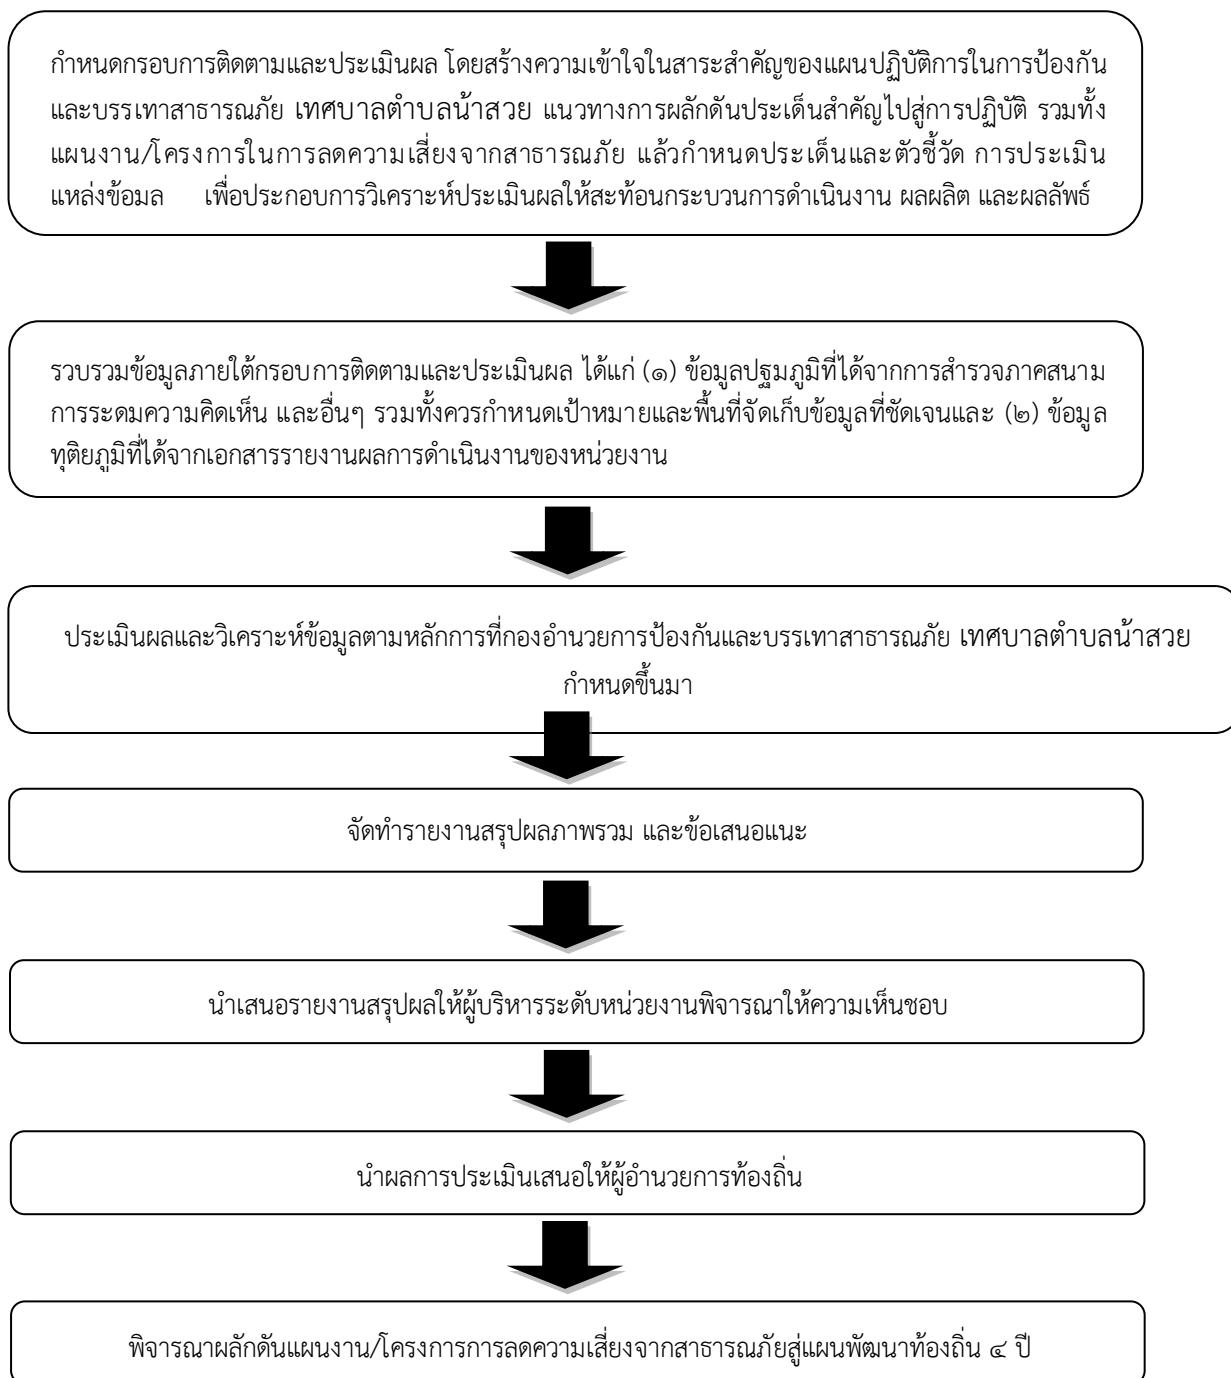 กำหนดกรอบการติดตามและประเมินผล โดยสร้างความเข้าใจในสาระสำคัญของแผนปฏิบัติการในการป้องกัน
และบรรเทาสาธารณภัย เทศบาลตำบลน้ำสวย แนวทางการผลักดันประเด็นสำคัญไปสู่การปฏิบัติ รวมทั้ง
แผนงาน/โครงการในการลดความเสี่ยงจากสาธารณภัย แล้วกำหนดประเด็นและตัวชี้วัด การประเมิน
แหล่งข้อมูล เพื่อประกอบการวิเคราะห์ประเมินผลให้สะท้อนกระบวนการดำเนินงาน ผลผลิต และผลลัพธ์
รวบรวมข้อมูลภายใต้กรอบการติดตามและประเมินผล ได้แก่ (๑) ข้อมูลปฐมภูมิที่ได้จากการสำรวจภาคสนาม
การระดมความคิดเห็น และอื่นๆ รวมทั้งควรกำหนดเป้าหมายและพื้นที่จัดเก็บข้อมูลที่ชัดเจนและ (๒) ข้อมูล
ทุติยภูมิที่ได้จากเอกสารรายงานผลการดำเนินงานของหน่วยงาน
ประเมินผลและวิเคราะห์ข้อมูลตามหลักการที่กองอำนวยการป้องกันและบรรเทาสาธารณภัย เทศบาลตำบลน้ำสวย
กำหนดขึ้นมา
จัดทำรายงานสรุปผลภาพรวม และข้อเสนอแนะ
นำเสนอรายงานสรุปผลให้ผู้บริหารระดับหน่วยงานพิจารณาให้ความเห็นชอบ
นำผลการประเมินเสนอให้ผู้อำนวยการท้องถิ่น
พิจารณาผลักดันแผนงาน/โครงการการลดความเสี่ยงจากสาธารณภัยสู่แผนพัฒนาท้องถิ่น ๔ ปี